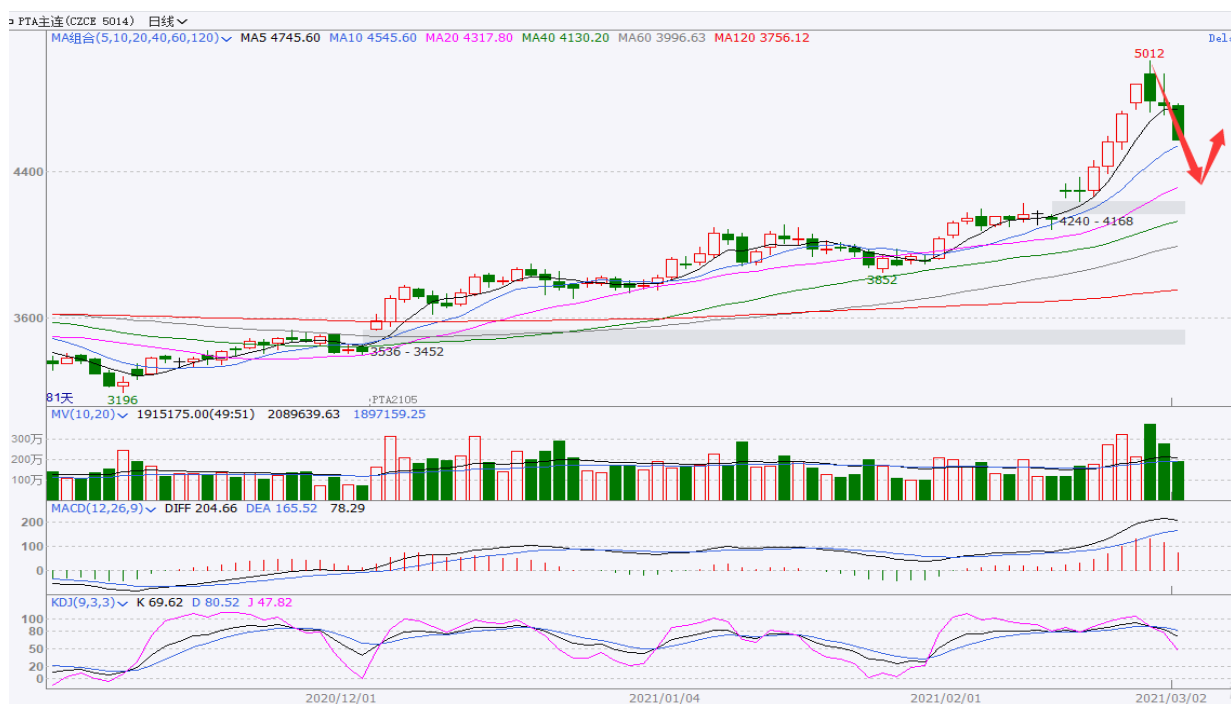 PTA主连(CZCE 5014) 日线
MA组合(5,10,20,40,60,120) MA5 4745.60 MA10 4545.60 MA20 4317.80 MA40 4130.20 MA60 3996.63 MA120 3756.12
5012
4400
4240 - 4168
3852
3600
3536 - 3452
81天
3196
PTA2105
MV(10,20) 1915175.00(49:51) 2089639.63 1897159.25
300万
200万
100万
MACD(12,26,9) DIFF 204.66 DEA 165.52 78.29
200
100
0
KDJ(9,3,3) K 69.62 D 80.52 J 47.82
100
80
50
20
0
2020/12/01 2021/01/04 2021/02/01 2021/03/02